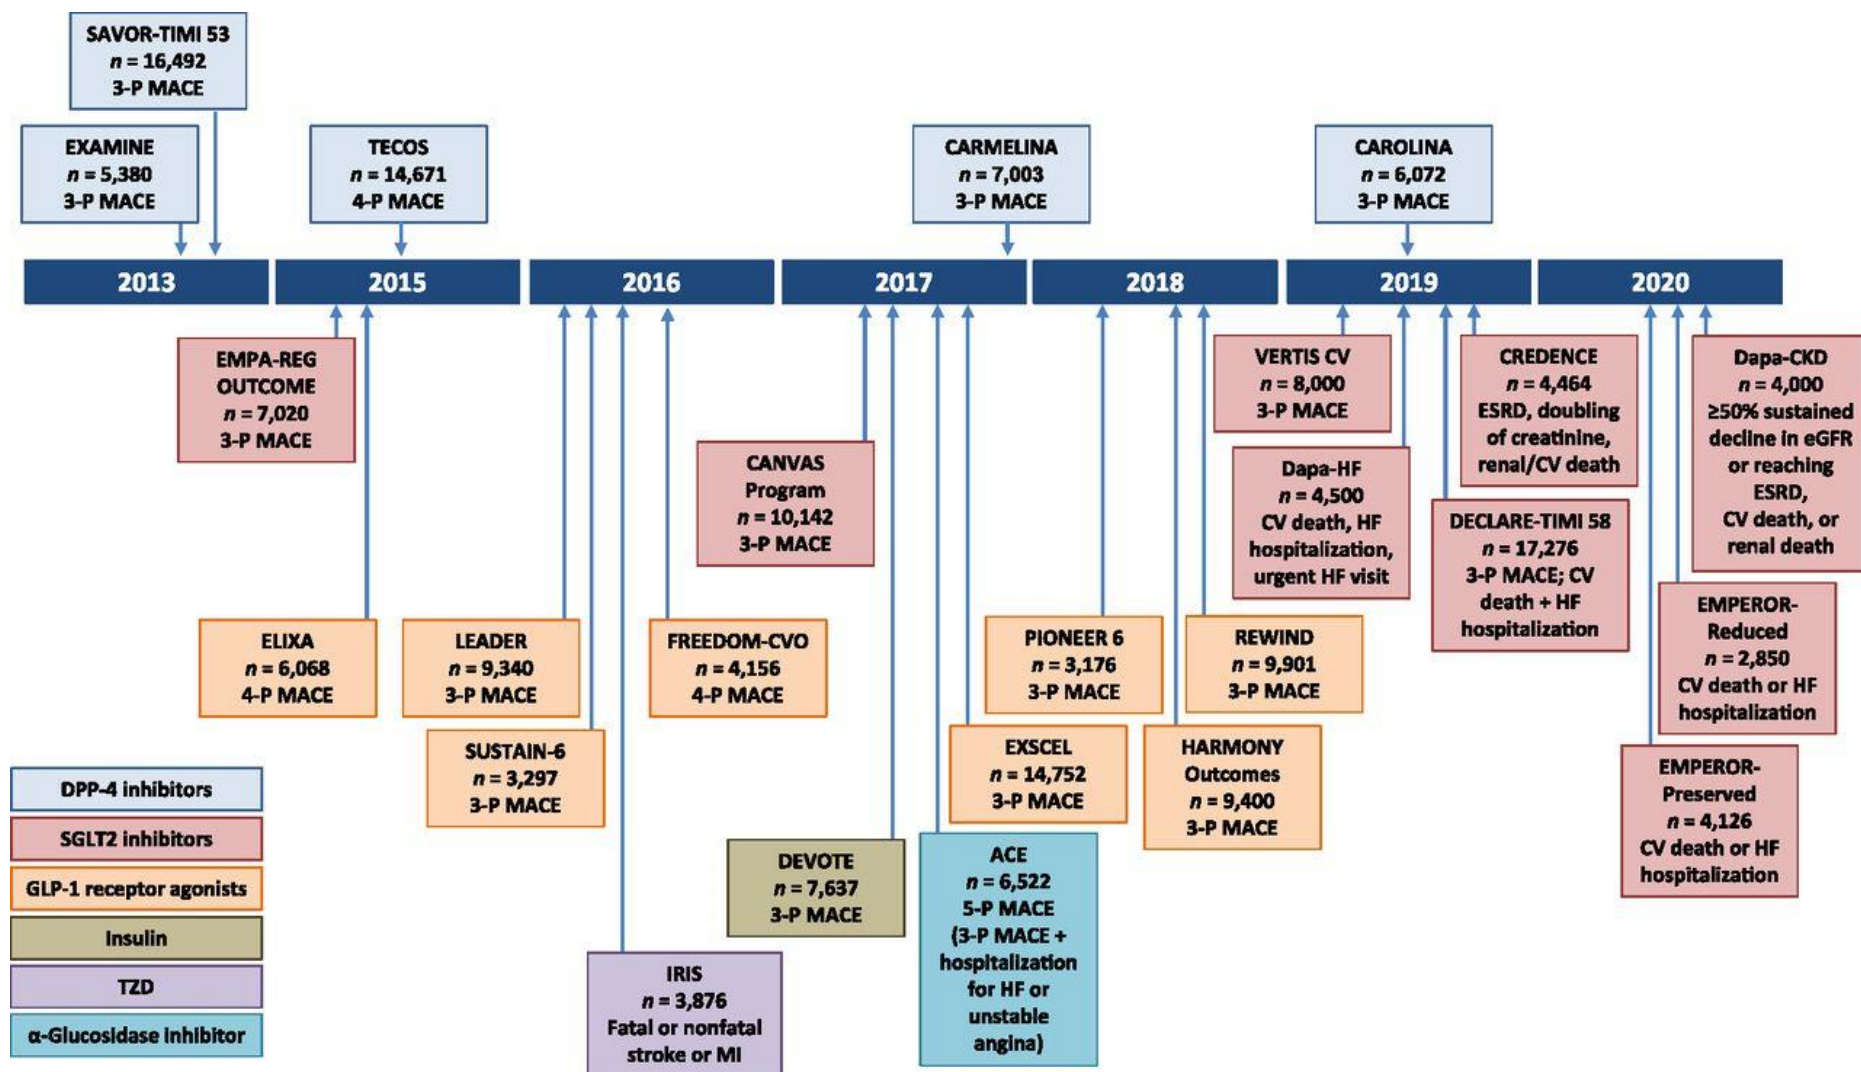 SAVOR-TIMI 53
n = 16,492
3-P MACE
EXAMINE
n = 5,380
3-P MACE
TECOS
n = 14,671
4-P MACE
CARMELINA
n = 7,003
3-P MACE
CAROLINA
n = 6,072
3-P MACE
2013
2015
2016
2017
2018
2019
2020
EMPA-REG
OUTCOME
n = 7,020
3-P MACE
CANVAS
Program
n = 10,142
3-P MACE
VERTIS CV
n = 8,000
3-P MACE
Dapa-HF
n = 4,500
CV death, HF
hospitalization,
urgent HF visit
CREDENCE
n = 4,464
ESRD, doubling
of creatinine,
renal/CV death
DECLARE-TIMI 58
n = 17,276
3-P MACE; CV
death + HF
hospitalization
Dapa-CKD
n = 4,000
≥50% sustained
decline in eGFR
or reaching
ESRD,
CV death, or
renal death
EMPEROR-
Reduced
n = 2,850
CV death or HF
hospitalization
EMPEROR-
Preserved
n = 4,126
CV death or HF
hospitalization
ELIXA
n = 6,068
4-P MACE
LEADER
n = 9,340
3-P MACE
SUSTAIN-6
n = 3,297
3-P MACE
FREEDOM-CVO
n = 4,156
4-P MACE
PIONEER 6
n = 3,176
3-P MACE
REWIND
n = 9,901
3-P MACE
EXSCEL
n = 14,752
3-P MACE
HARMONY
Outcomes
n = 9,400
3-P MACE
DEVOTE
n = 7,637
3-P MACE
ACE
n = 6,522
5-P MACE
(3-P MACE +
hospitalization
for HF or
unstable
angina)
IRIS
n = 3,876
Fatal or nonfatal
stroke or MI
DPP-4 inhibitors
SGLT2 inhibitors
GLP-1 receptor agonists
Insulin
TZD
α-Glucosidase inhibitor